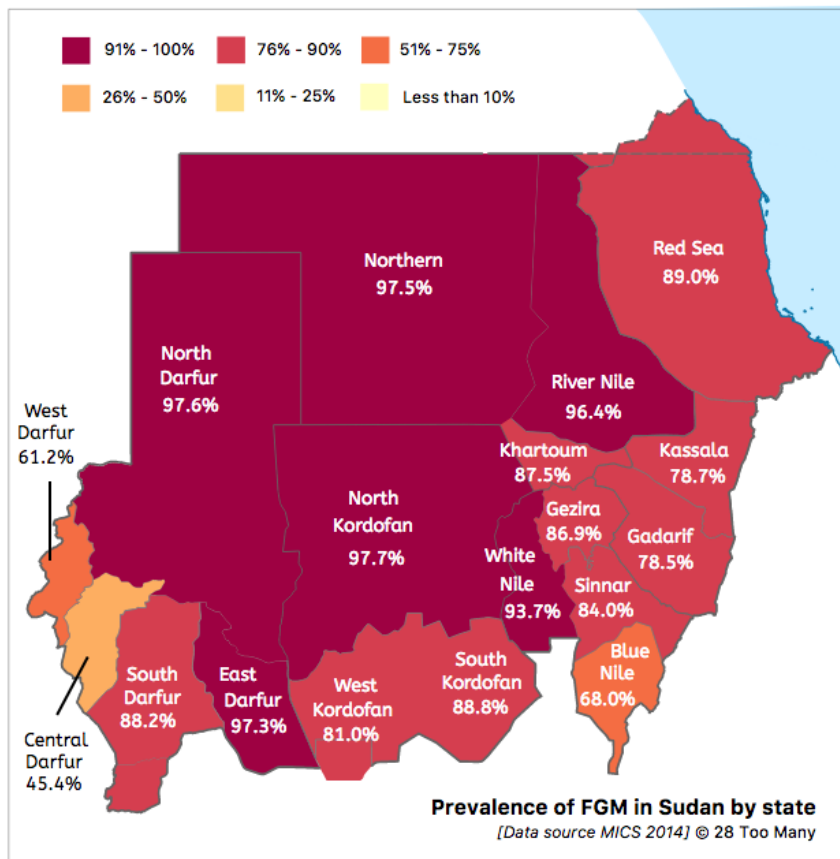 91% - 100%
76% - 90%
51% - 75%
26% - 50%
11% - 25%
Less than 10%
Northern
97.5%
Red Sea
89.0%
North
Darfur
97.6%
River Nile
96.4%
West
Darfur
61.2%
Khartoum
87.5%
Kassala
78.7%
North
Kordofan
97.7%
Gezira
86.9%
Gadarif
78.5%
White
Nile
93.7%
Sinnar
84.0%
Blue
Nile
68.0%
South
Darfur
88.2%
East
Darfur
97.3%
West
Kordofan
81.0%
South
Kordofan
88.8%
Central
Darfur
45.4%
Prevalence of FGM in Sudan by state
[Data source MICS 2014] © 28 Too Many